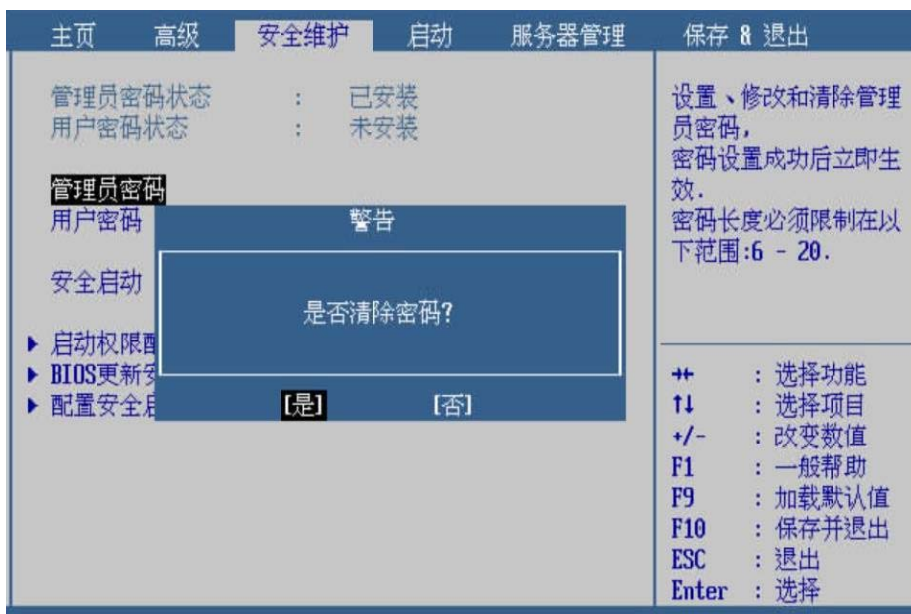 主页 高级 安全维护 启动 服务器管理 保存 & 退出
管理员密码状态 : 已安装
用户密码状态 : 未安装
管理员密码
用户密码
安全启动
启动权限配
BIOS更新安
配置安全启
警告
是否清除密码?
[是] [否]
设置、修改和清除管理
员密码,
密码设置成功后立即生
效.
密码长度必须限制在以
下范围:6 - 20.
→← : 选择功能
↑↓ : 选择项目
+/- : 改变数值
F1 : 一般帮助
F9 : 加载默认值
F10 : 保存并退出
ESC : 退出
Enter : 选择